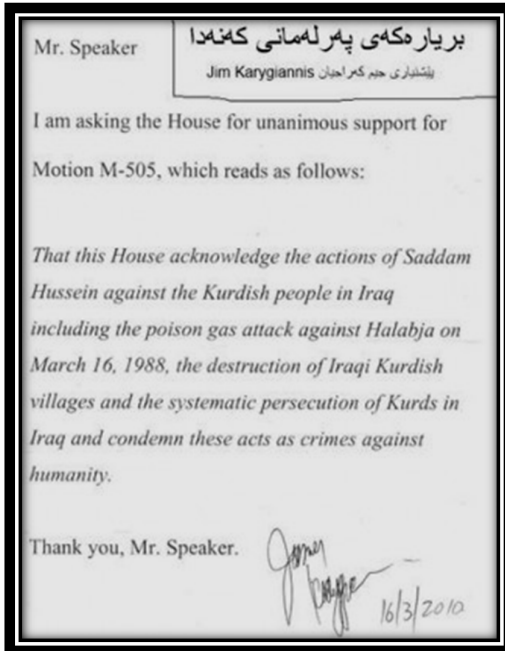 Mr. Speaker
بریارەکەی پەرلەمانی کەنەدا
Jim Karygiannis پێشنیاری جیم کەراجیان
I am asking the House for unanimous support for
Motion M-505, which reads as follows:
That this House acknowledge the actions of Saddam
Hussein against the Kurdish people in Iraq
including the poison gas attack against Halabja on
March 16, 1988, the destruction of Iraqi Kurdish
villages and the systematic persecution of Kurds in
Iraq and condemn these acts as crimes against
humanity.
Thank you, Mr. Speaker.
16/3/2010